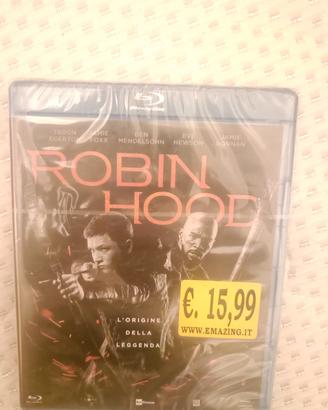 TARON JAMIE BEN EVE JAMIE
EGERTON FOXX MENDELSOHN HEWSON DORNAN
ROBIN
HOOD
L'ORIGINE
DELLA
LEGGENDA
€. 15,99
WWW.EMAZING.IT